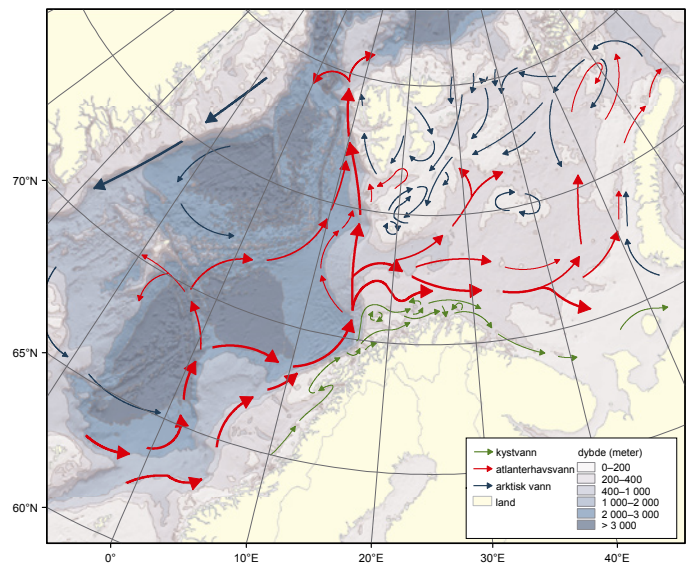 70°N
65°N
60°N
kystvann
atlanterhavsvann
arktisk vann
land
dybde (meter)
0–200
200–400
400–1 000
1 000–2 000
2 000–3 000
> 3 000
0°
10°E
20°E
30°E
40°E